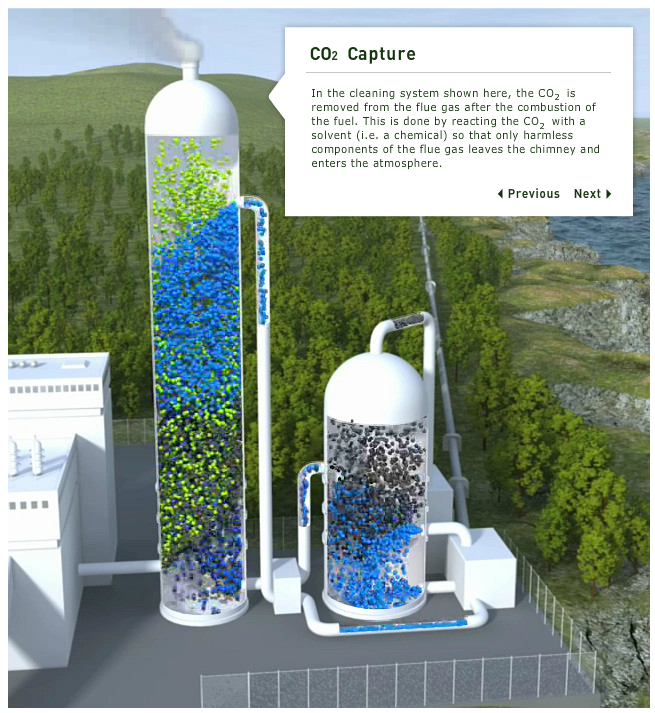 CO2 Capture
In the cleaning system shown here, the CO2 is
removed from the flue gas after the combustion of
the fuel. This is done by reacting the CO2 with a
solvent (i.e. a chemical) so that only harmless
components of the flue gas leaves the chimney and
enters the atmosphere.
Previous Next